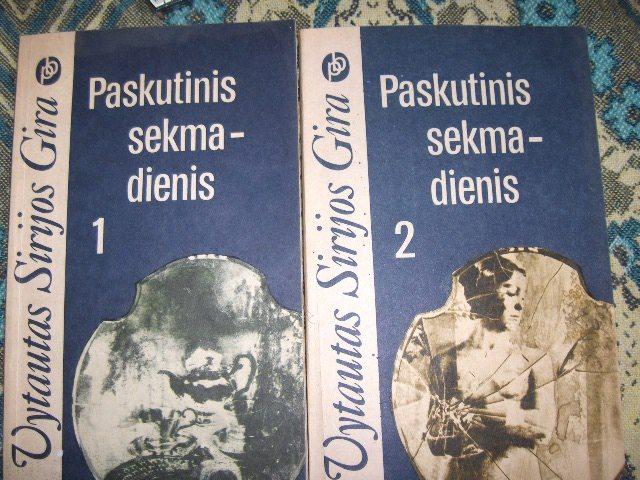 Vytautas Sirijos Gira
Paskutinis
sekma-
dienis
1
Vytautas Sirijos Gira
Paskutinis
sekma-
dienis
2